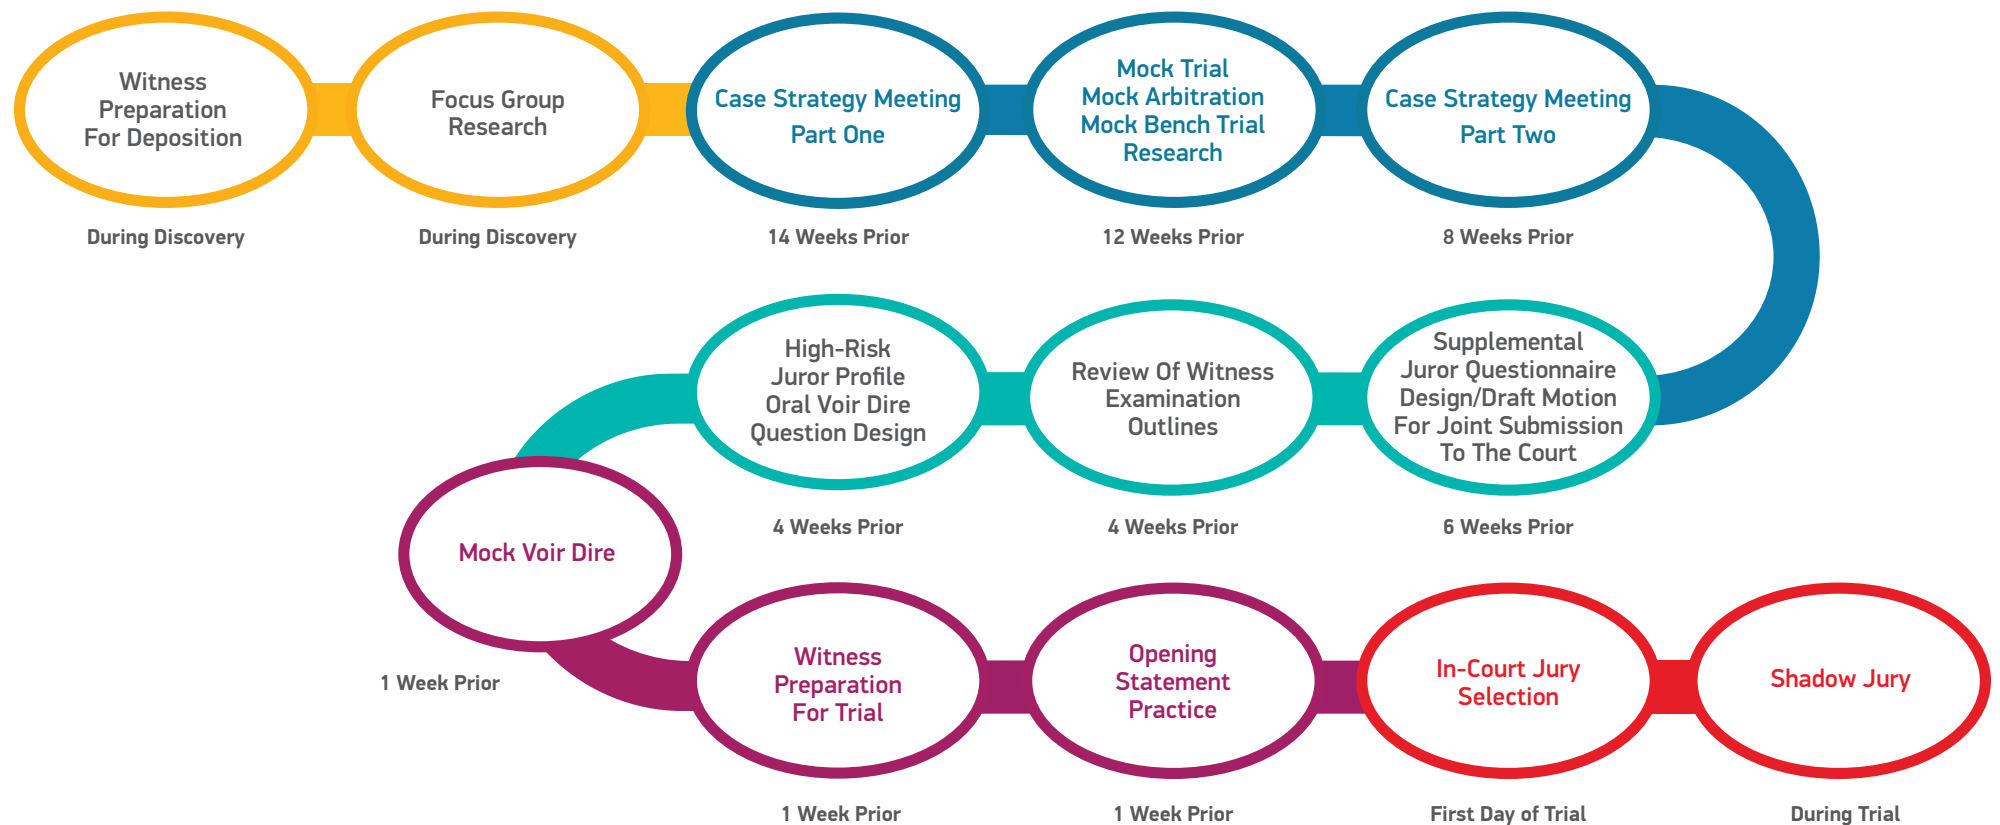 Witness
Preparation
For Deposition
During Discovery
Focus Group
Research
During Discovery
Case Strategy Meeting
Part One
14 Weeks Prior
Mock Trial
Mock Arbitration
Mock Bench Trial
Research
12 Weeks Prior
Case Strategy Meeting
Part Two
8 Weeks Prior
Supplemental
Juror Questionnaire
Design/Draft Motion
For Joint Submission
To The Court
6 Weeks Prior
Review Of Witness
Examination
Outlines
4 Weeks Prior
High-Risk
Juror Profile
Oral Voir Dire
Question Design
4 Weeks Prior
Mock Voir Dire
1 Week Prior
Witness
Preparation
For Trial
1 Week Prior
Opening
Statement
Practice
1 Week Prior
In-Court Jury
Selection
First Day of Trial
Shadow Jury
During Trial